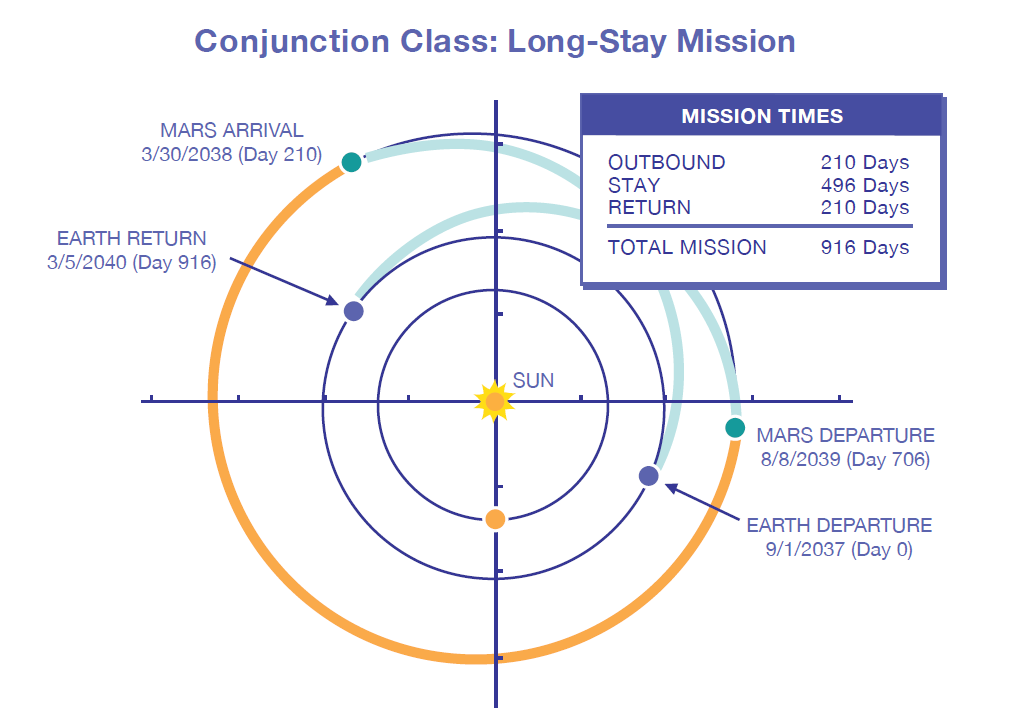 Conjunction Class: Long-Stay Mission
MISSION TIMES
OUTBOUND 210 Days
STAY 496 Days
RETURN 210 Days
TOTAL MISSION 916 Days
MARS ARRIVAL
3/30/2038 (Day 210)
EARTH RETURN
3/5/2040 (Day 916)
SUN
MARS DEPARTURE
8/8/2039 (Day 706)
EARTH DEPARTURE
9/1/2037 (Day 0)